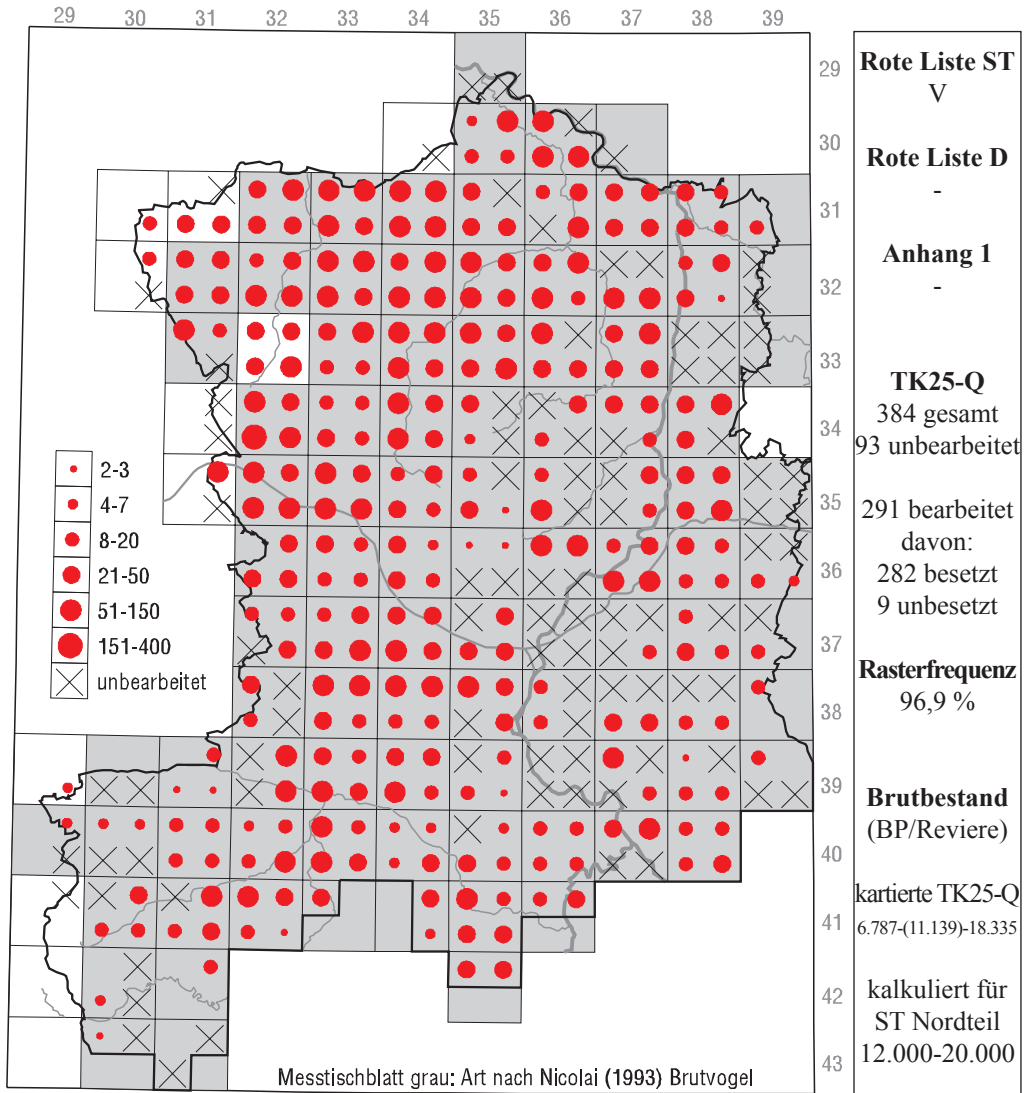 29 30 31 32 33 34 35 36 37 38 39
29
30
31
32
33
34
35
36
37
38
39
40
41
42
43
2-3
4-7
8-20
21-50
51-150
151-400
unbearbeitet
Messtischblatt grau: Art nach Nicolai (1993) Brutvogel
Rote Liste ST
V
Rote Liste D
-
Anhang 1
-
TK25-Q
384 gesamt
93 unbearbeitet
291 bearbeitet
davon:
282 besetzt
9 unbesetzt
Rasterfrequenz
96,9 %
Brutbestand
(BP/Reviere)
kartierte TK25-Q
6.787-(11.139)-18.335
kalkuliert für
ST Nordteil
12.000-20.000